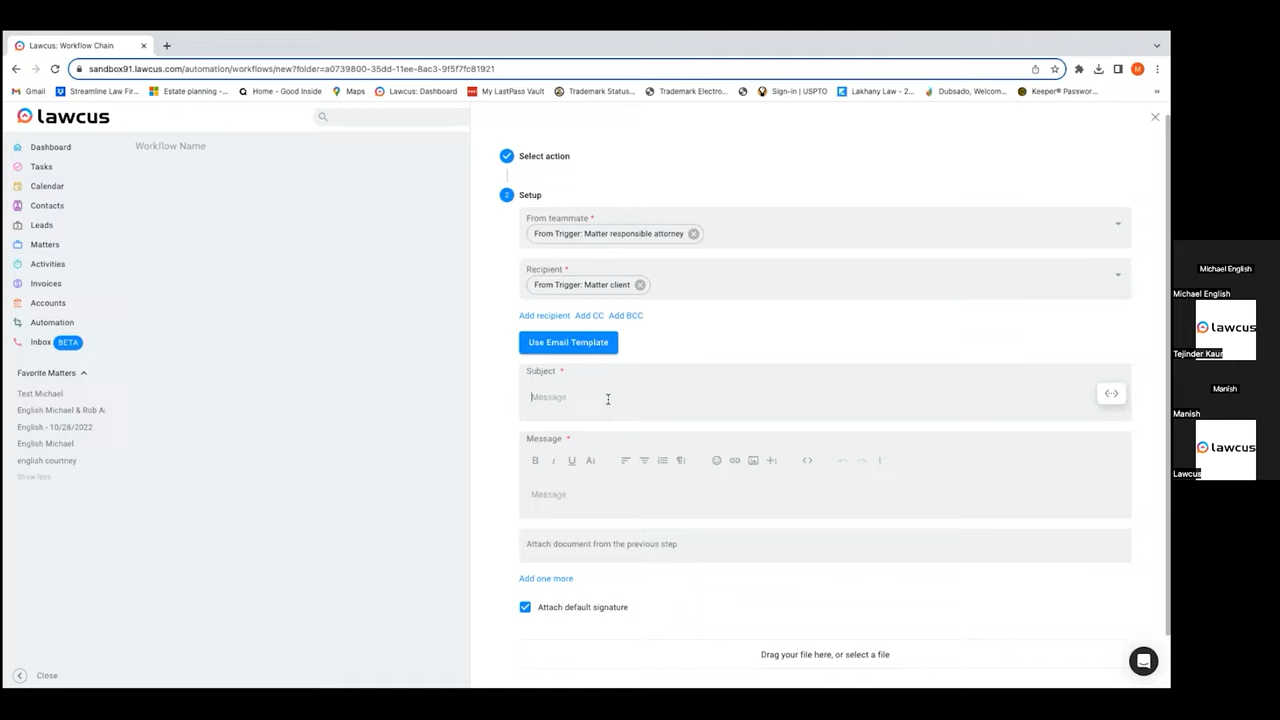 Lawcus: Workflow Chain
sandbox91.lawcus.com/automation/workflows/new?folder=a0739800-35dd-11ee-8ac3-9f5f7fc81921
M
Gmail
Streamline Law Fir...
Estate planning -...
Home - Good Inside
Maps
Lawcus: Dashboard
My LastPass Vault
Trademark Status...
Trademark Electro...
Sign-in | USPTO
Lakhany Law - 2...
Dubsado, Welcom...
Keeper® Passwor...
lawcus
Dashboard
Tasks
Calendar
Contacts
Leads
Matters
Activities
Invoices
Accounts
Automation
Inbox BETA
Favorite Matters
Test Michael
English Michael & Rob A
English - 10/28/2022
English Michael
english courtney
Show less
Close
Workflow Name
Select action
2 Setup
From teammate *
From Trigger: Matter responsible attorney
Recipient *
From Trigger: Matter client
Add recipient Add CC Add BCC
Use Email Template
Subject *
Message
Message *
Message
Attach document from the previous step
Add one more
Attach default signature
Drag your file here, or select a file
Michael English
Michael English
lawcus
Tejinder Kaur
Manish
Manish
lawcus
Lawcus